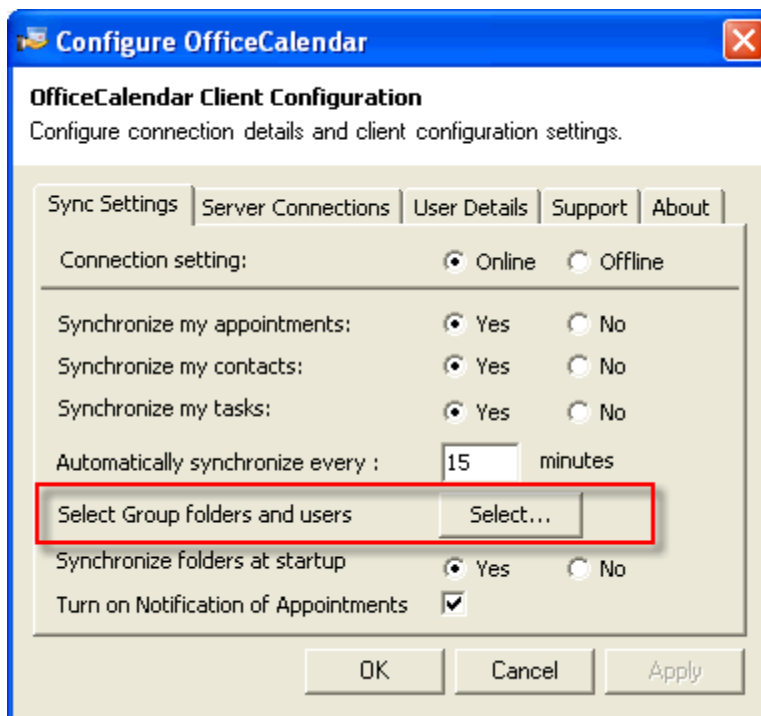 Configure OfficeCalendar
OfficeCalendar Client Configuration
Configure connection details and client configuration settings.
Sync Settings Server Connections User Details Support About
Connection setting: Online Offline
Synchronize my appointments: Yes No
Synchronize my contacts: Yes No
Synchronize my tasks: Yes No
Automatically synchronize every : 15 minutes
Select Group folders and users Select...
Synchronize folders at startup Yes No
Turn on Notification of Appointments
OK Cancel Apply